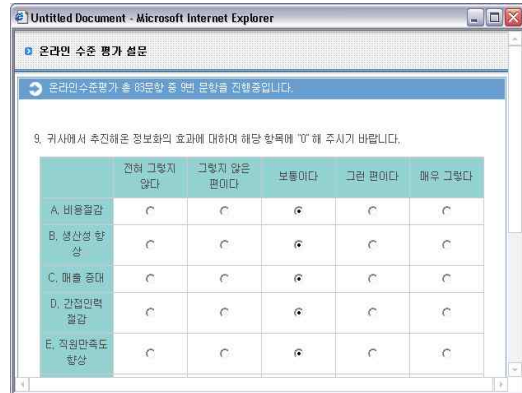 Untitled Document - Microsoft Internet Explorer
온라인 수준 평가 설문
온라인수준평가 총 83문항 중 9번 문항을 진행중입니다.
9. 귀사에서 추진해온 정보화의 효과에 대하여 해당 항목에 "0"해 주시기 바랍니다.
전혀 그렇지
않다
그렇지 않은
편이다
보통이다
그런 편이다
매우 그렇다
A. 비용절감
B. 생산성 향
상
C. 매출 증대
D. 간접인력
절감
E. 직원만족도
향상